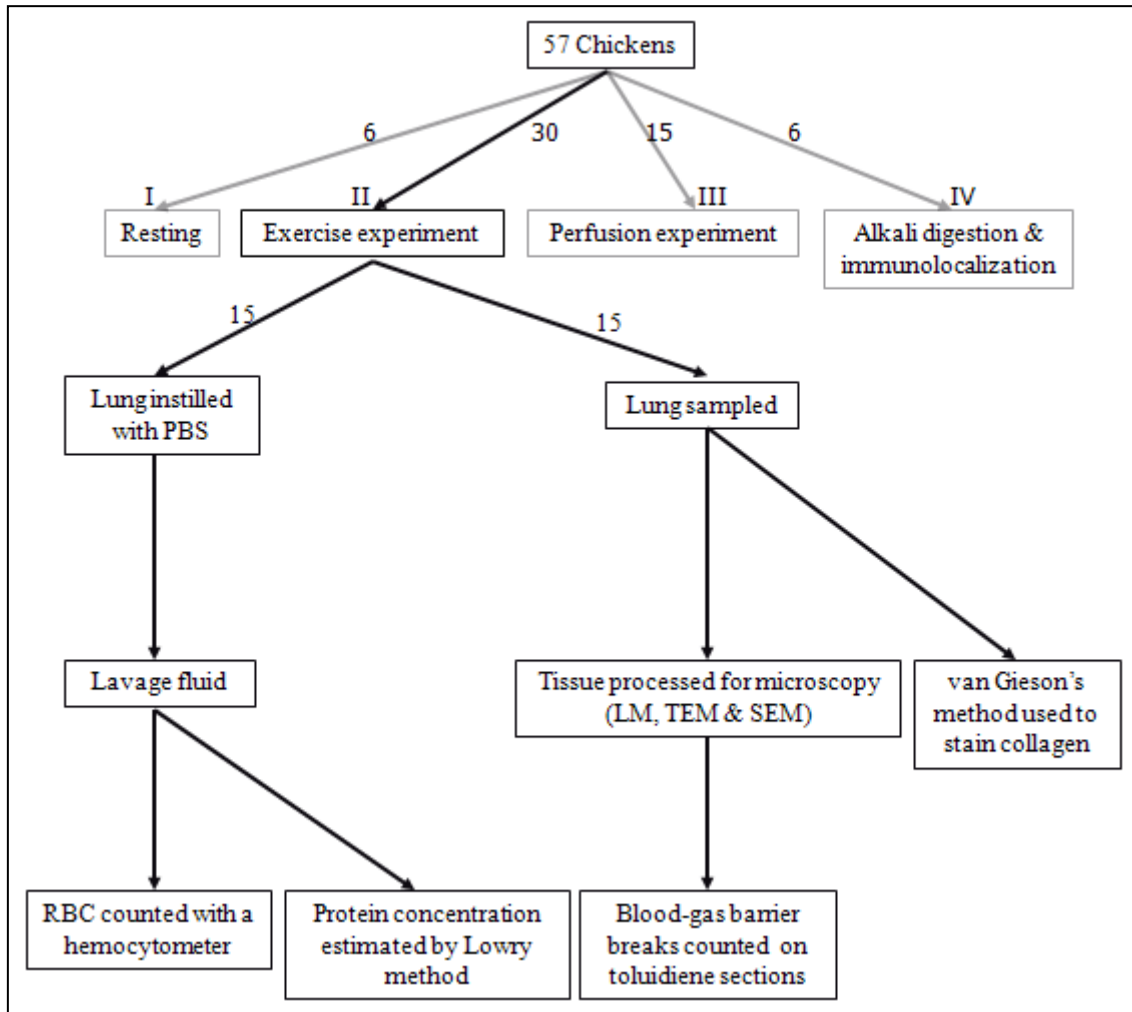 57 Chickens
6
30
15
6
I
II
III
IV
Resting
Exercise experiment
Perfusion experiment
Alkali digestion &
immunolocalization
15
15
Lung instilled
with PBS
Lung sampled
Lavage fluid
Tissue processed for microscopy
(LM, TEM & SEM)
van Gieson's
method used to
stain collagen
RBC counted with a
hemocytometer
Protein concentration
estimated by Lowry
method
Blood-gas barrier
breaks counted on
toluidiene sections